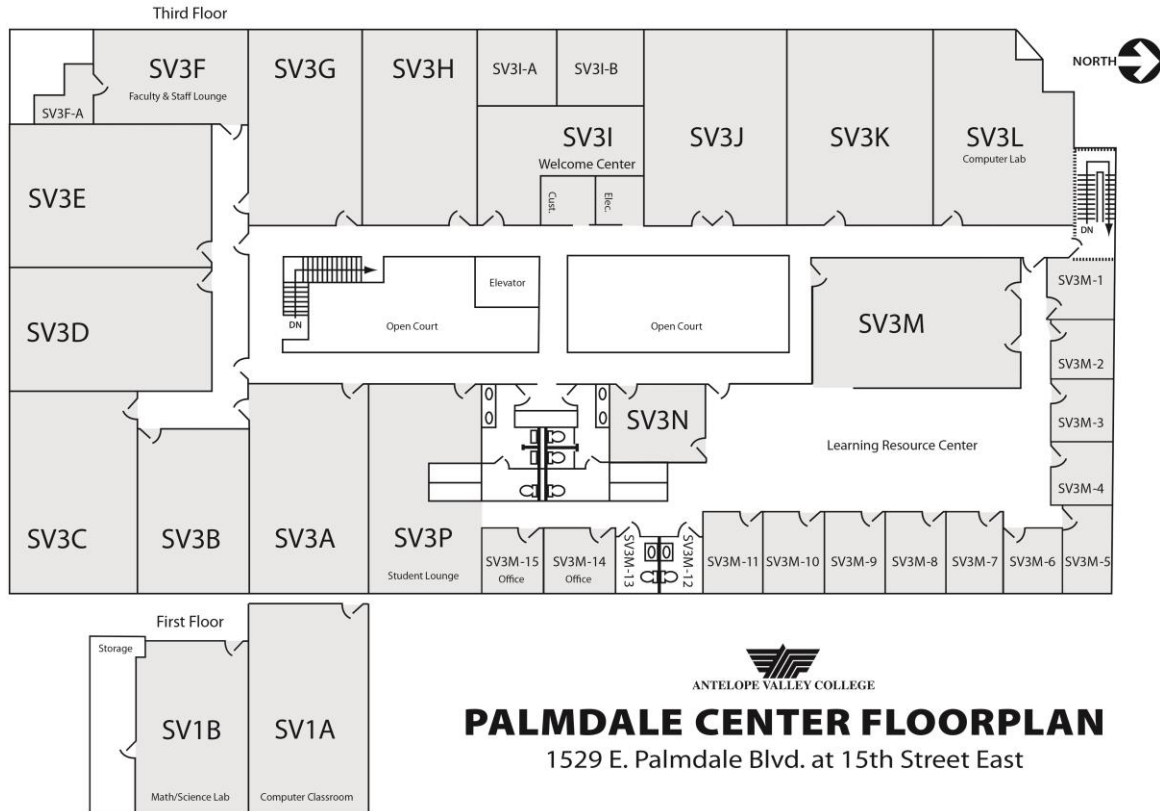 Third Floor
NORTH
SV3F
Faculty & Staff Lounge
SV3F-A
SV3G
SV3H
SV3I-A
SV3I-B
SV3I
Welcome Center
Cust.
Elec.
SV3J
SV3K
SV3L
Computer Lab
DN
SV3E
SV3D
DN
Open Court
Elevator
Open Court
SV3M
SV3M-1
SV3M-2
SV3M-3
SV3M-4
SV3N
Learning Resource Center
SV3C
SV3B
SV3A
SV3P
Student Lounge
SV3M-15
Office
SV3M-14
Office
SV3M-13
SV3M-12
SV3M-11
SV3M-10
SV3M-9
SV3M-8
SV3M-7
SV3M-6
SV3M-5
First Floor
Storage
SV1B
Math/Science Lab
SV1A
Computer Classroom
ANTELOPE VALLEY COLLEGE
PALMDALE CENTER FLOORPLAN
1529 E. Palmdale Blvd. at 15th Street East